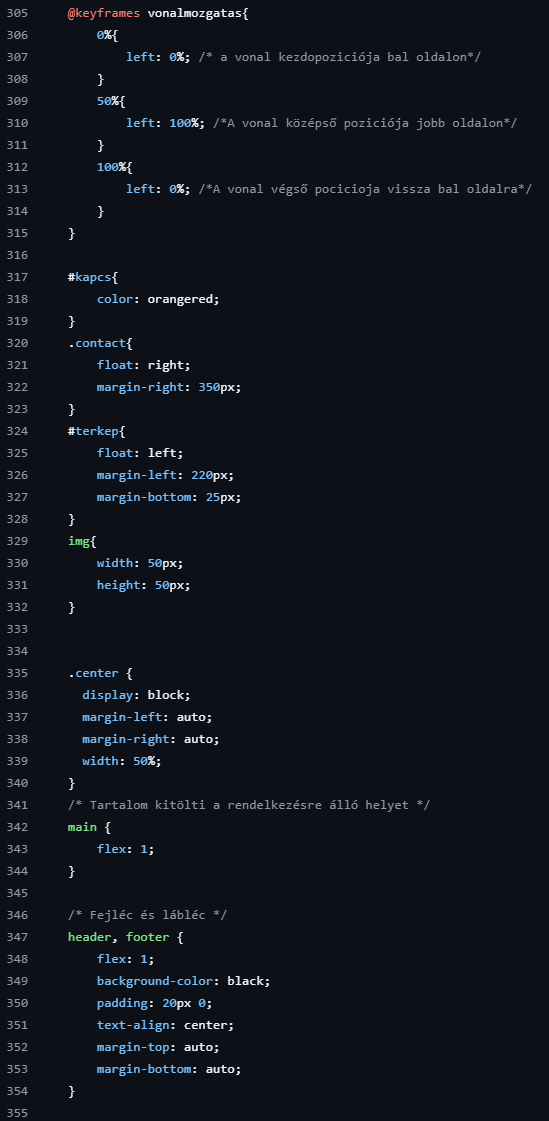 305 @keyframes vonalmozgatas{
306 0%{
307 left: 0%; /* a vonal kezdopoziciója bal oldalon*/
308 }
309 50%{
310 left: 100%; /*A vonal középső poziciója jobb oldalon*/
311 }
312 100%{
313 left: 0%; /*A vonal végső pocicioja vissza bal oldalra*/
314 }
315 }
316
317 #kapcs{
318 color: orangered;
319 }
320 .contact{
321 float: right;
322 margin-right: 350px;
323 }
324 #terkep{
325 float: left;
326 margin-left: 220px;
327 margin-bottom: 25px;
328 }
329 img{
330 width: 50px;
331 height: 50px;
332 }
333
334
335 .center {
336 display: block;
337 margin-left: auto;
338 margin-right: auto;
339 width: 50%;
340 }
341 /* Tartalom kitölti a rendelkezésre álló helyet */
342 main {
343 flex: 1;
344 }
345
346 /* Fejléc és lábléc */
347 header, footer {
348 flex: 1;
349 background-color: black;
350 padding: 20px 0;
351 text-align: center;
352 margin-top: auto;
353 margin-bottom: auto;
354 }
355